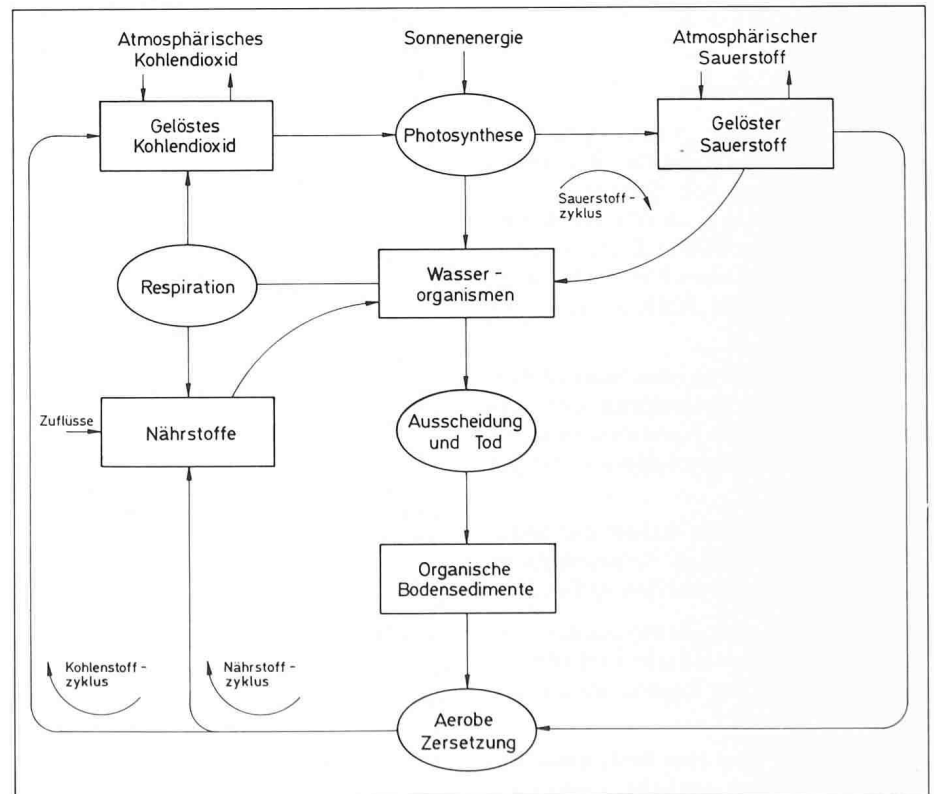 Atmosphärisches
Kohlendioxid
Sonnenenergie
Atmosphärischer
Sauerstoff
Gelöstes
Kohlendioxid
Photosynthese
Gelöster
Sauerstoff
Sauerstoff-
zyklus
Respiration
Wasser-
organismen
Zuflüsse
Nährstoffe
Ausscheidung
und Tod
Organische
Bodensedimente
Kohlenstoff-
zyklus
Nährstoff-
zyklus
Aerobe
Zersetzung